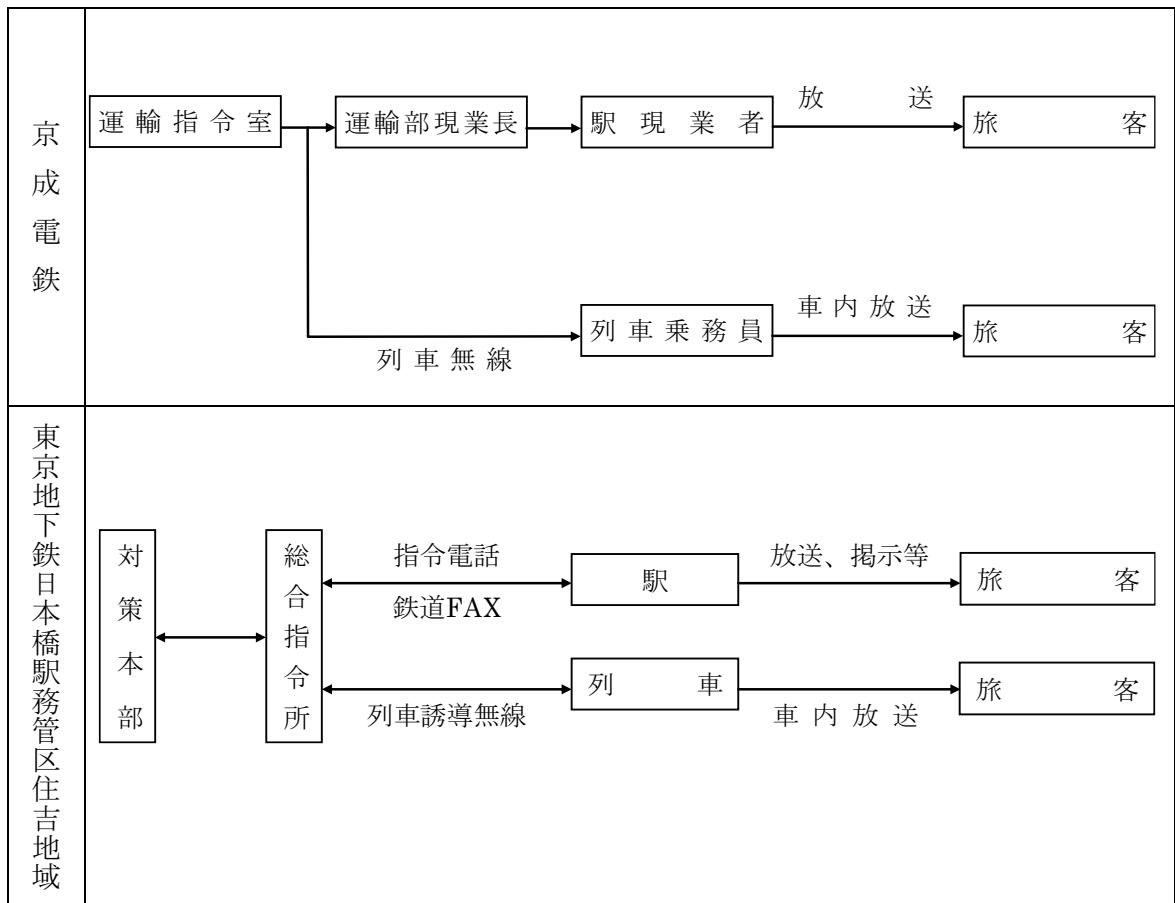 京成電鉄
運輸指令室
運輸部現業長
駅現業者
放送
旅客
列車無線
列車乗務員
車内放送
旅客
東京地下鉄日本橋駅務管区住吉地域
対策本部
総合指令所
指令電話
鉄道FAX
駅
放送、掲示等
旅客
列車誘導無線
列車
車内放送
旅客